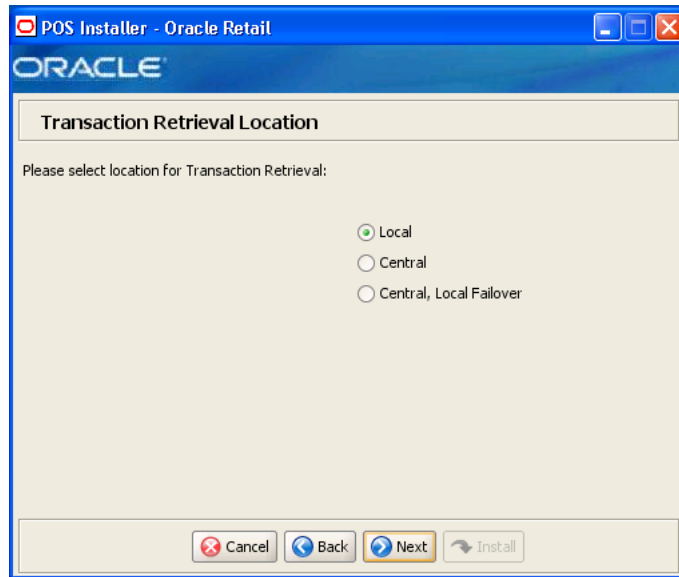 POS Installer - Oracle Retail
ORACLE
Transaction Retrieval Location
Please select location for Transaction Retrieval:
Local
Central
Central, Local Failover
Cancel Back Next Install